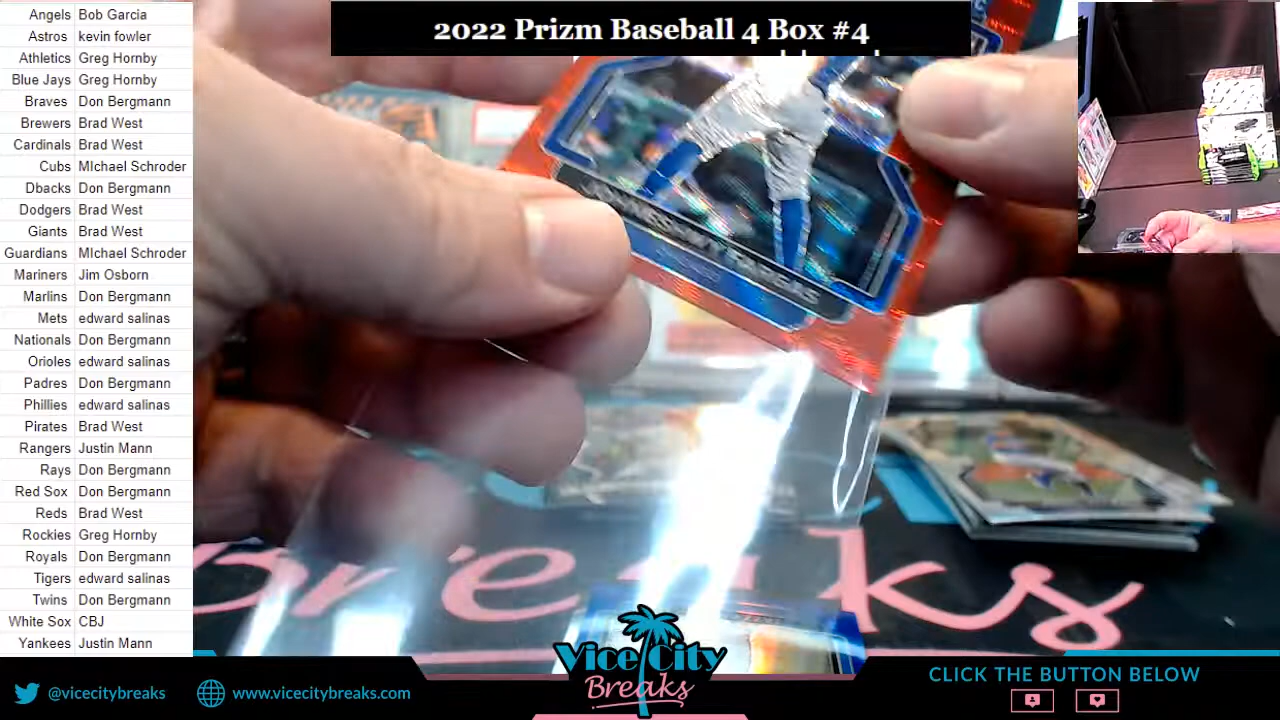 2022 Prizm Baseball 4 Box #4
Angels Bob Garcia
Astros kevin fowler
Athletics Greg Hornby
Blue Jays Greg Hornby
Braves Don Bergmann
Brewers Brad West
Cardinals Brad West
Cubs MIchael Schroder
Dbacks Don Bergmann
Dodgers Brad West
Giants Brad West
Guardians MIchael Schroder
Mariners Jim Osborn
Marlins Don Bergmann
Mets edward salinas
Nationals Don Bergmann
Orioles edward salinas
Padres Don Bergmann
Phillies edward salinas
Pirates Brad West
Rangers Justin Mann
Rays Don Bergmann
Red Sox Don Bergmann
Reds Brad West
Rockies Greg Hornby
Royals Don Bergmann
Tigers edward salinas
Twins Don Bergmann
White Sox CBJ
Yankees Justin Mann
VARGAS
Breaks
Vice City
Breaks
@vicecitybreaks
www.vicecitybreaks.com
CLICK THE BUTTON BELOW